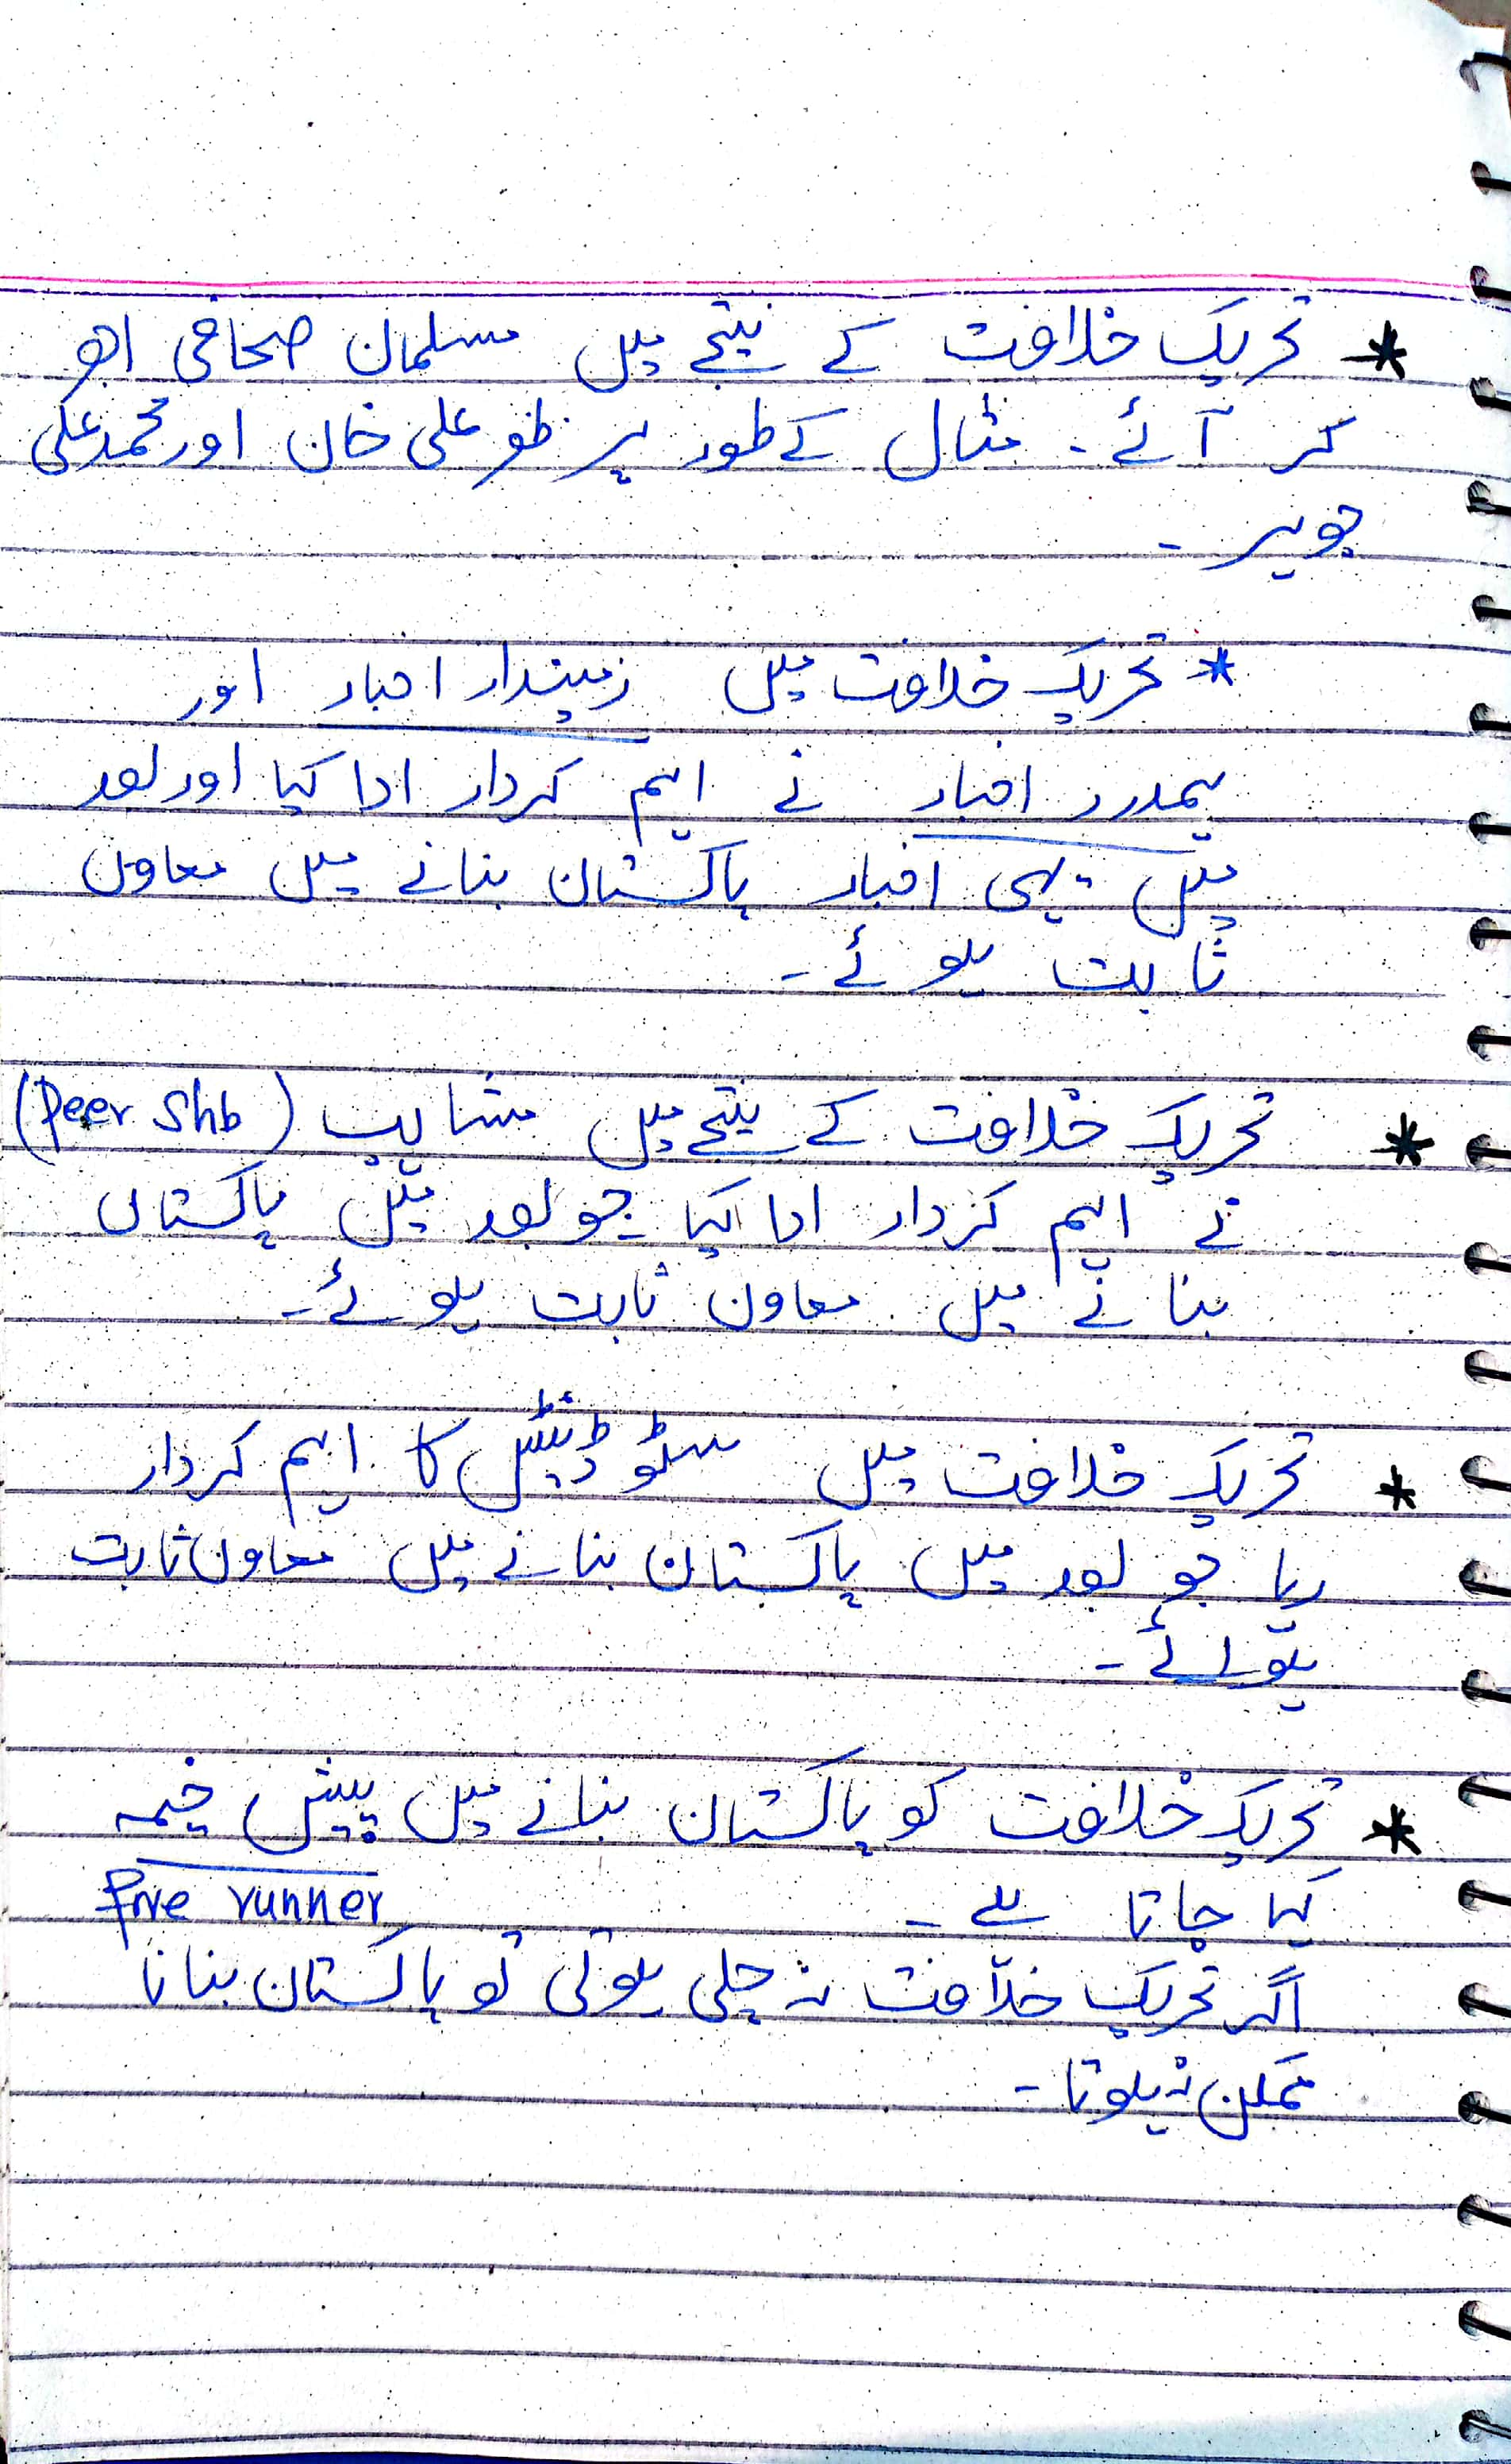 * تحریک خلافت کے نتیجے میں مسلمان صحافی ابھر
کر آئے۔ مثال کے طور پر ظفر علی خان اور محمد علی
جوہر۔
* تحریک خلافت میں زمیندار اخبار اور
ہمدرد اخبار نے اہم کردار ادا کیا اور بعد
میں یہی اخبار پاکستان بنانے میں معاون
ثابت ہوئے۔
* تحریک خلافت کے نتیجے میں مشایخ (Peer Shb)
نے اہم کردار ادا کیا جو بعد میں پاکستان
بنانے میں معاون ثابت ہوئے۔
* تحریک خلافت میں سٹوڈنٹس کا اہم کردار
رہا جو بعد میں پاکستان بنانے میں معاون ثابت
ہوئے۔
* تحریک خلافت کو پاکستان بنانے میں پیش خیمہ
کہا جاتا ہے۔ runner
اگر تحریک خلافت نہ چلی ہوتی تو پاکستان بنانا
ممکن نہ ہوتا۔